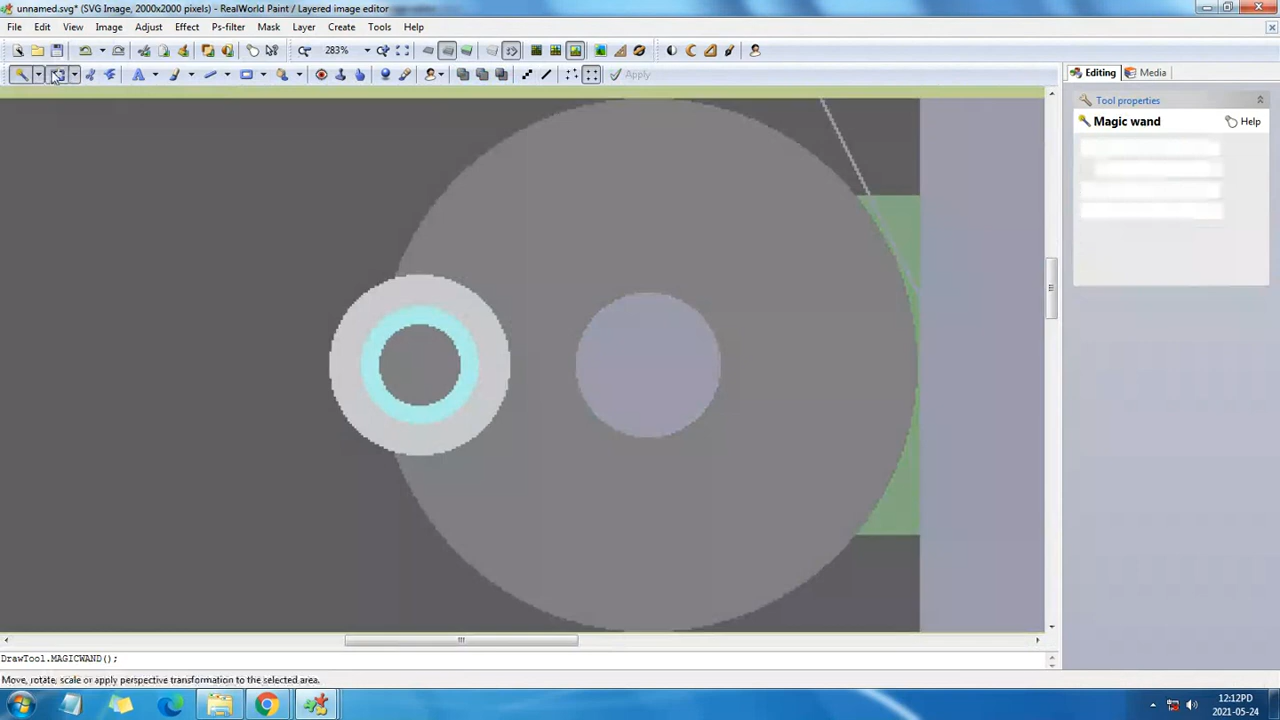 unnamed.svg* (SVG Image, 2000x2000 pixels) - RealWorld Paint / Layered image editor
File Edit View Image Adjust Effect Ps-filter Mask Layer Create Tools Help
283%
Apply
Editing Media
Tool properties
Magic wand Help
DrawTool.MAGICWAND();
Move, rotate, scale or apply perspective transformation to the selected area.
12:12PD
2021-05-24